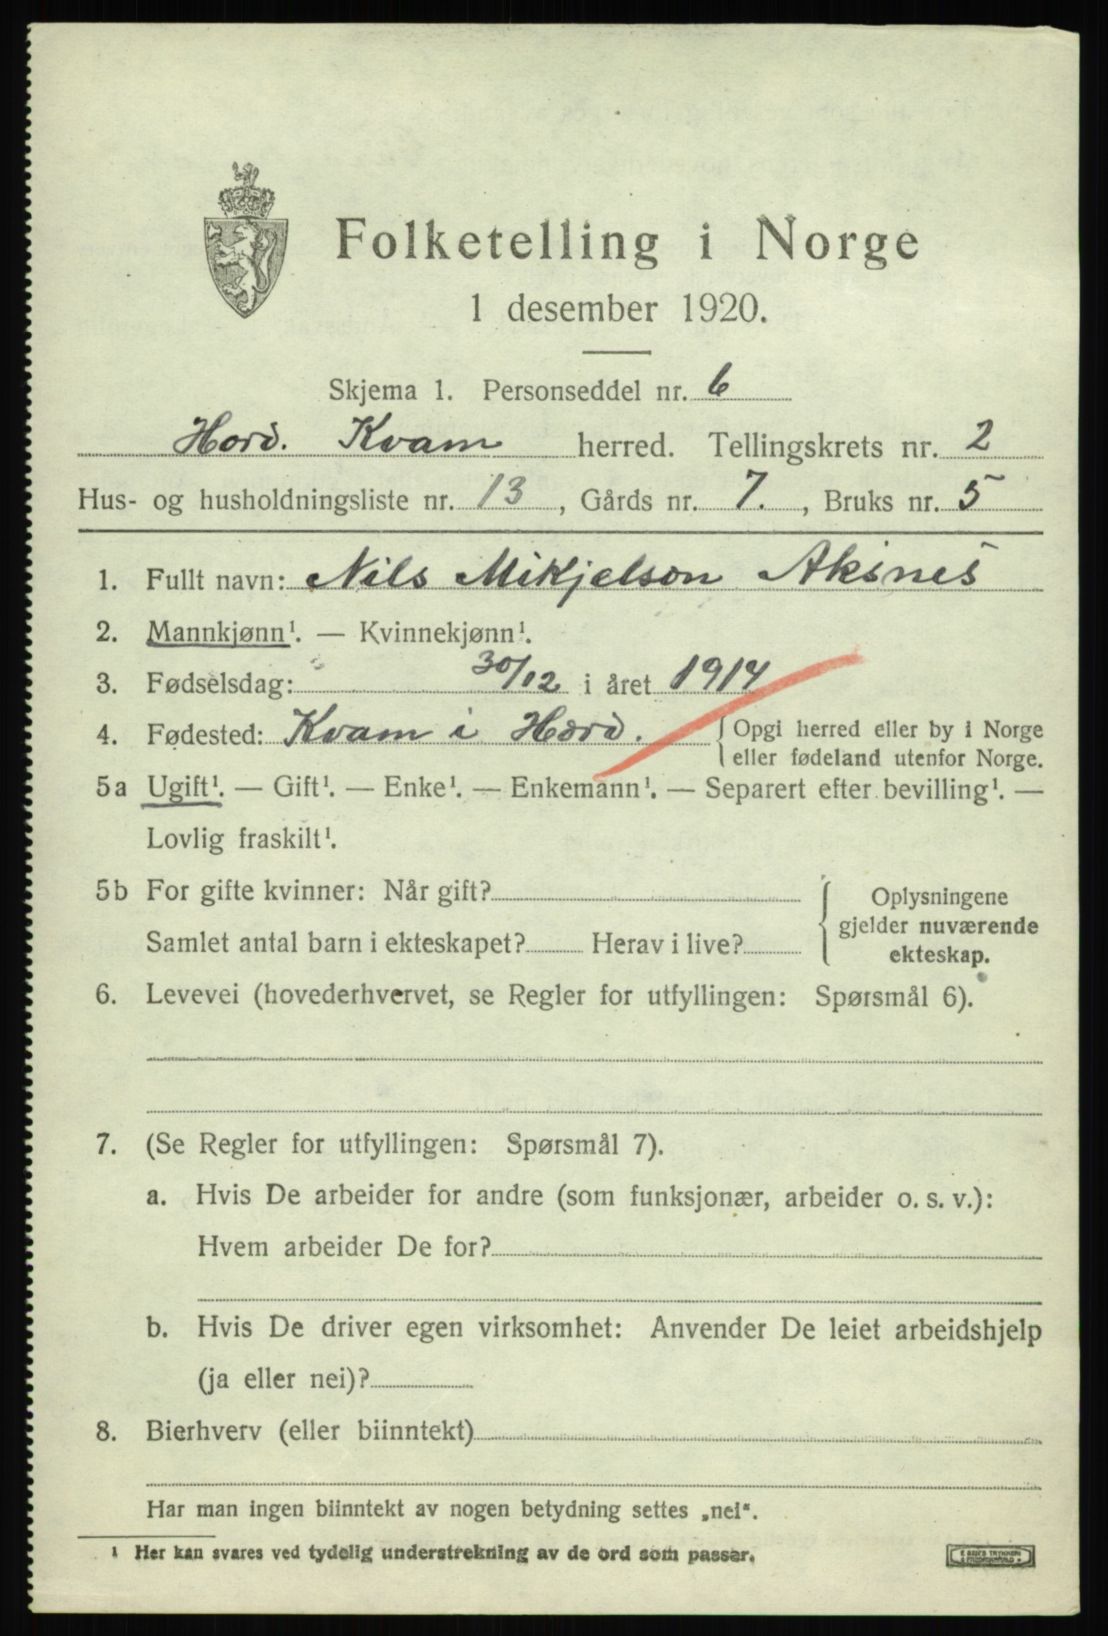 Folketelling i Norge
1 desember 1920.
Skjema 1. Personseddel nr. 6
Hord. Kvam herred. Tellingskrets nr. 2
Hus- og husholdningsliste nr. 13, Gårds nr. 7., Bruks nr. 5
1. Fullt navn: Nils Mikjelson Aksnes
2. Mannkjønn¹. — Kvinnekjønn¹.
3. Fødselsdag: 30/12 i året 1914
4. Fødested: Kvam i Hord. {Opgi herred eller by i Norge
eller fødeland utenfor Norge.
5a Ugift¹. — Gift¹. — Enke¹. — Enkemann¹. — Separert efter bevilling¹. —
Lovlig fraskilt¹.
5b For gifte kvinner: Når gift?
Samlet antal barn i ekteskapet? Herav i live?
{Oplysningene
gjelder nuværende
ekteskap.
6. Levevei (hovederhvervet, se Regler for utfyllingen: Spørsmål 6).
7. (Se Regler for utfyllingen: Spørsmål 7).
a. Hvis De arbeider for andre (som funksjonær, arbeider o. s. v.):
Hvem arbeider De for?
b. Hvis De driver egen virksomhet: Anvender De leiet arbeidshjelp
(ja eller nei)?
8. Bierhverv (eller biinntekt)
Har man ingen biinntekt av nogen betydning settes „nei“.
¹ Her kan svares ved tydelig understrekning av de ord som passer.